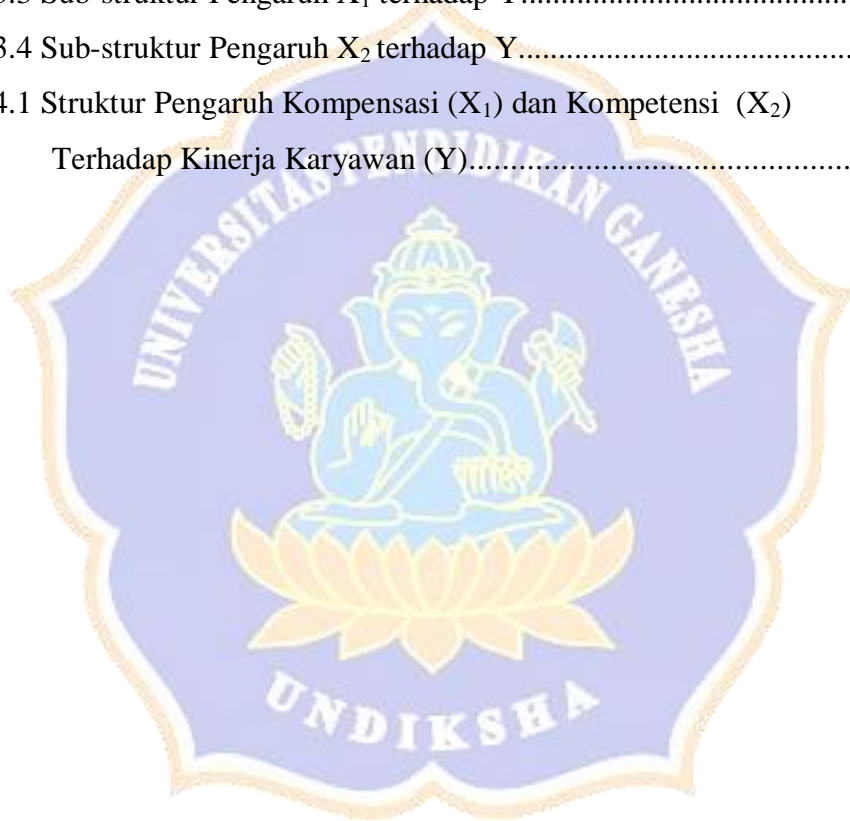 3.3 Sub-struktur Pengaruh X₁ terhadap Y........................................
3.4 Sub-struktur Pengaruh X₂ terhadap Y........................................
4.1 Struktur Pengaruh Kompensasi (X₁) dan Kompetensi (X₂)
Terhadap Kinerja Karyawan (Y)..............................................
UNIVERSITAS PENDIDIKAN GANESHA
UNDIKSHA